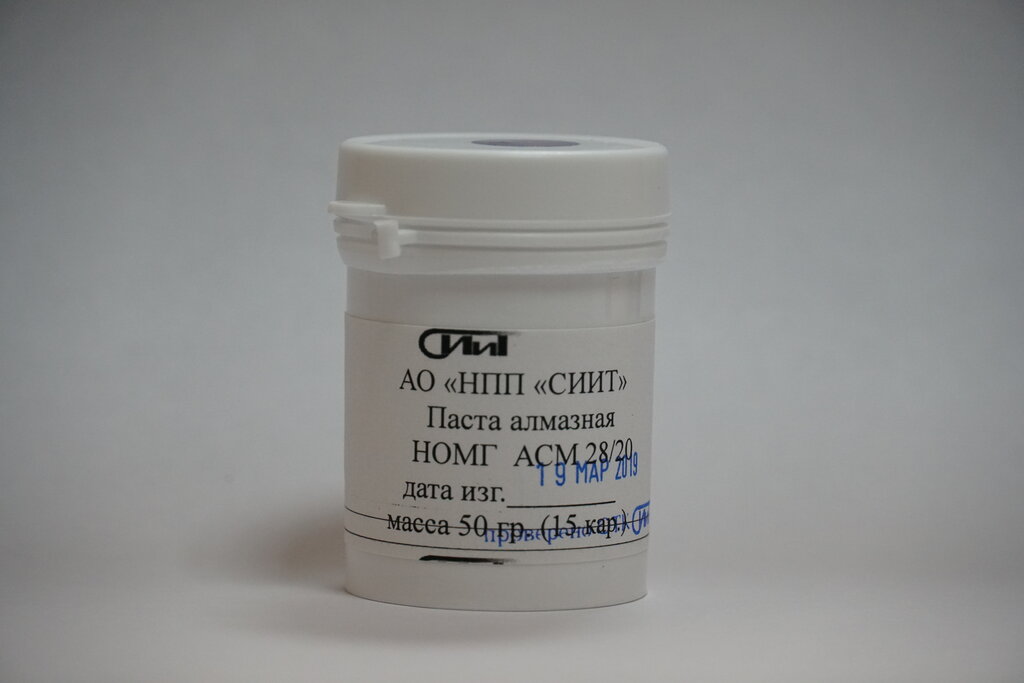 СИИТ
АО «НПП «СИИТ»
Паста алмазная
НОМГ АСМ 28/20
19 МАР 2019
дата изг.
масса 50 гр. (15 кар.)
проверено